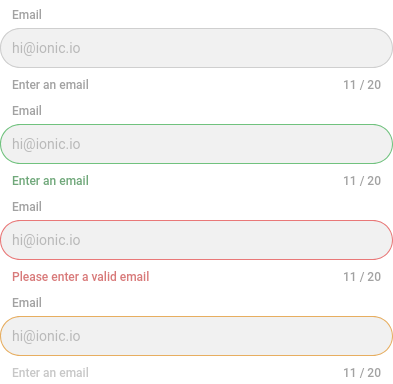 Email
hi@ionic.io
Enter an email 11 / 20
Email
hi@ionic.io
Enter an email 11 / 20
Email
hi@ionic.io
Please enter a valid email 11 / 20
Email
hi@ionic.io
Enter an email 11 / 20